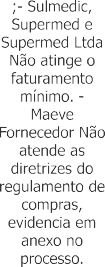 ;- Sulmedic,
Supermed e
Supermed Ltda
Não atinge o
faturamento
mínimo. -
Maeve
Fornecedor Não
atende as
diretrizes do
regulamento de
compras,
evidencia em
anexo no
processo.